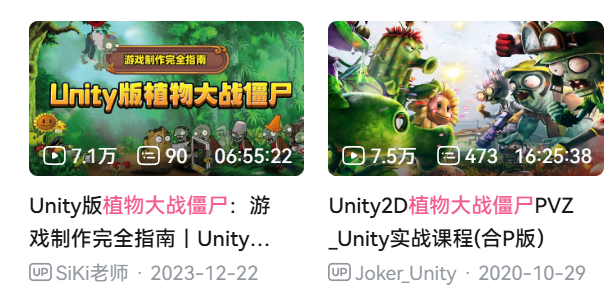 游戏制作完全指南
Unity版植物大战僵尸
7.1万 90 06:55:22
7.5万 473 16:25:38
Unity版植物大战僵尸：游
戏制作完全指南丨Unity...
UP SiKi老师 · 2023-12-22
Unity2D植物大战僵尸PVZ
_Unity实战课程(合P版)
UP Joker_Unity · 2020-10-29